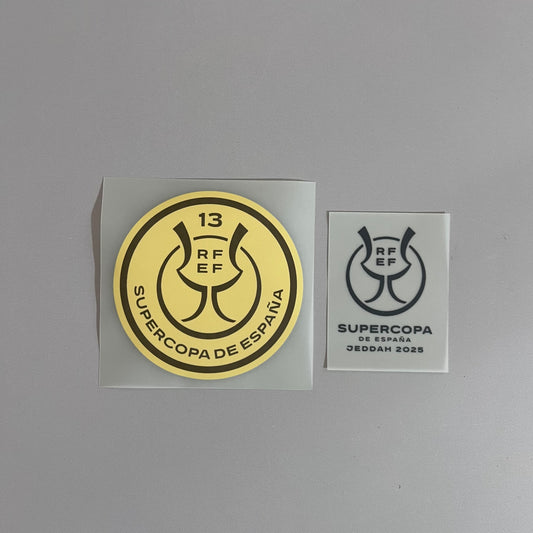 13
RF
EF
SUPERCOPA DE ESPAÑA
RF
EF
SUPERCOPA
DE ESPAÑA
JEDDAH 2025